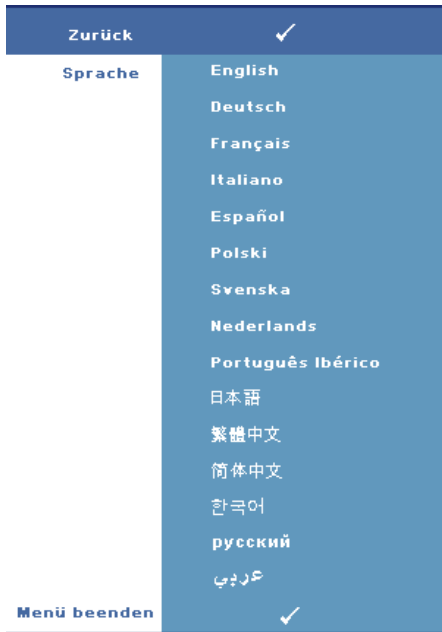 Zurück
Sprache
English
Deutsch
Français
Italiano
Español
Polski
Svenska
Nederlands
Português Ibérico
日本語
繁體中文
简体中文
한국어
русский
عربي
Menü beenden